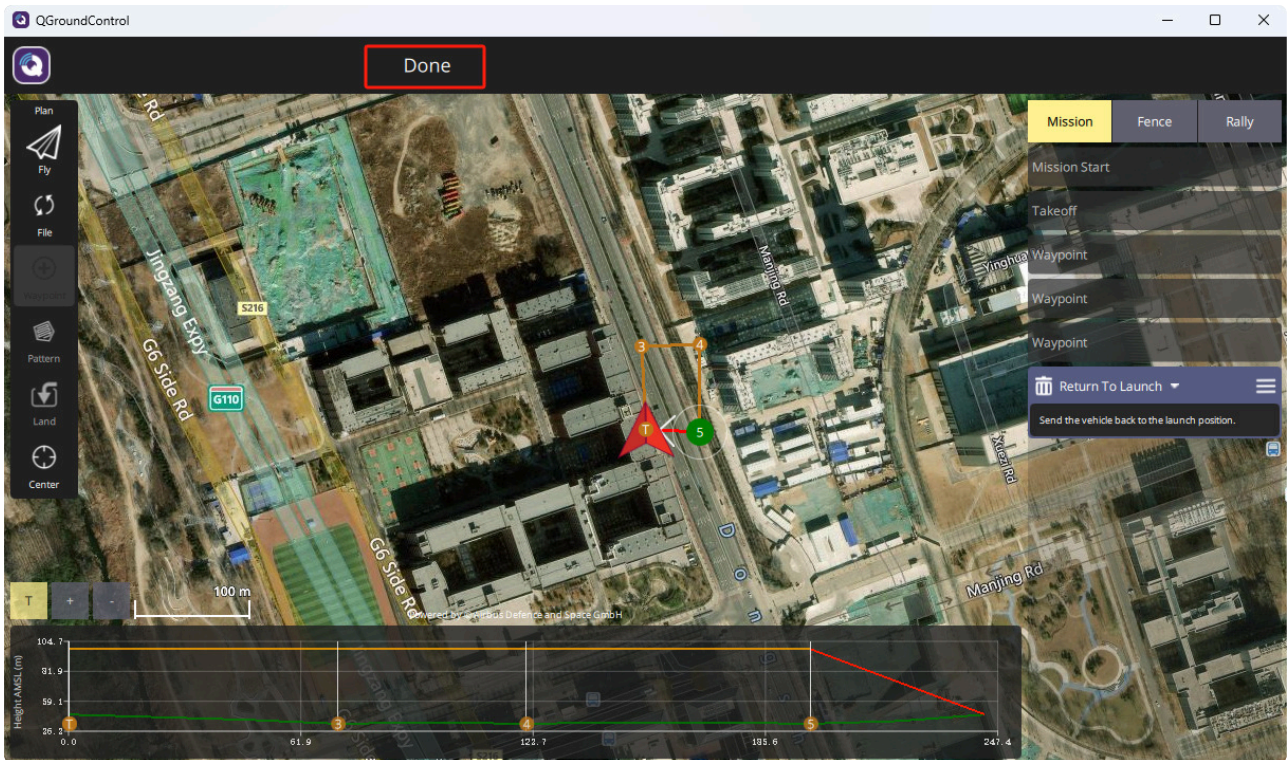 QGroundControl
Done
Plan
Fly
File
Waypoint
Pattern
Land
Center
Mission
Fence
Rally
Mission Start
Takeoff
Waypoint
Waypoint
Waypoint
Return To Launch
Send the vehicle back to the launch position.
Jingzang Expy
S216
G6 Side Rd
G110
G6 Side Rd
Manjing Rd
Yinghua
Xuezi Rd
Manjing Rd
3
4
T
5
D
o
n
T
+
-
100 m
Powered by © Airbus Defence and Space GmbH
Height AMSL (m)
104.7
81.9
59.1
26.2
T
3
4
5
0.0
61.9
122.7
185.6
247.4